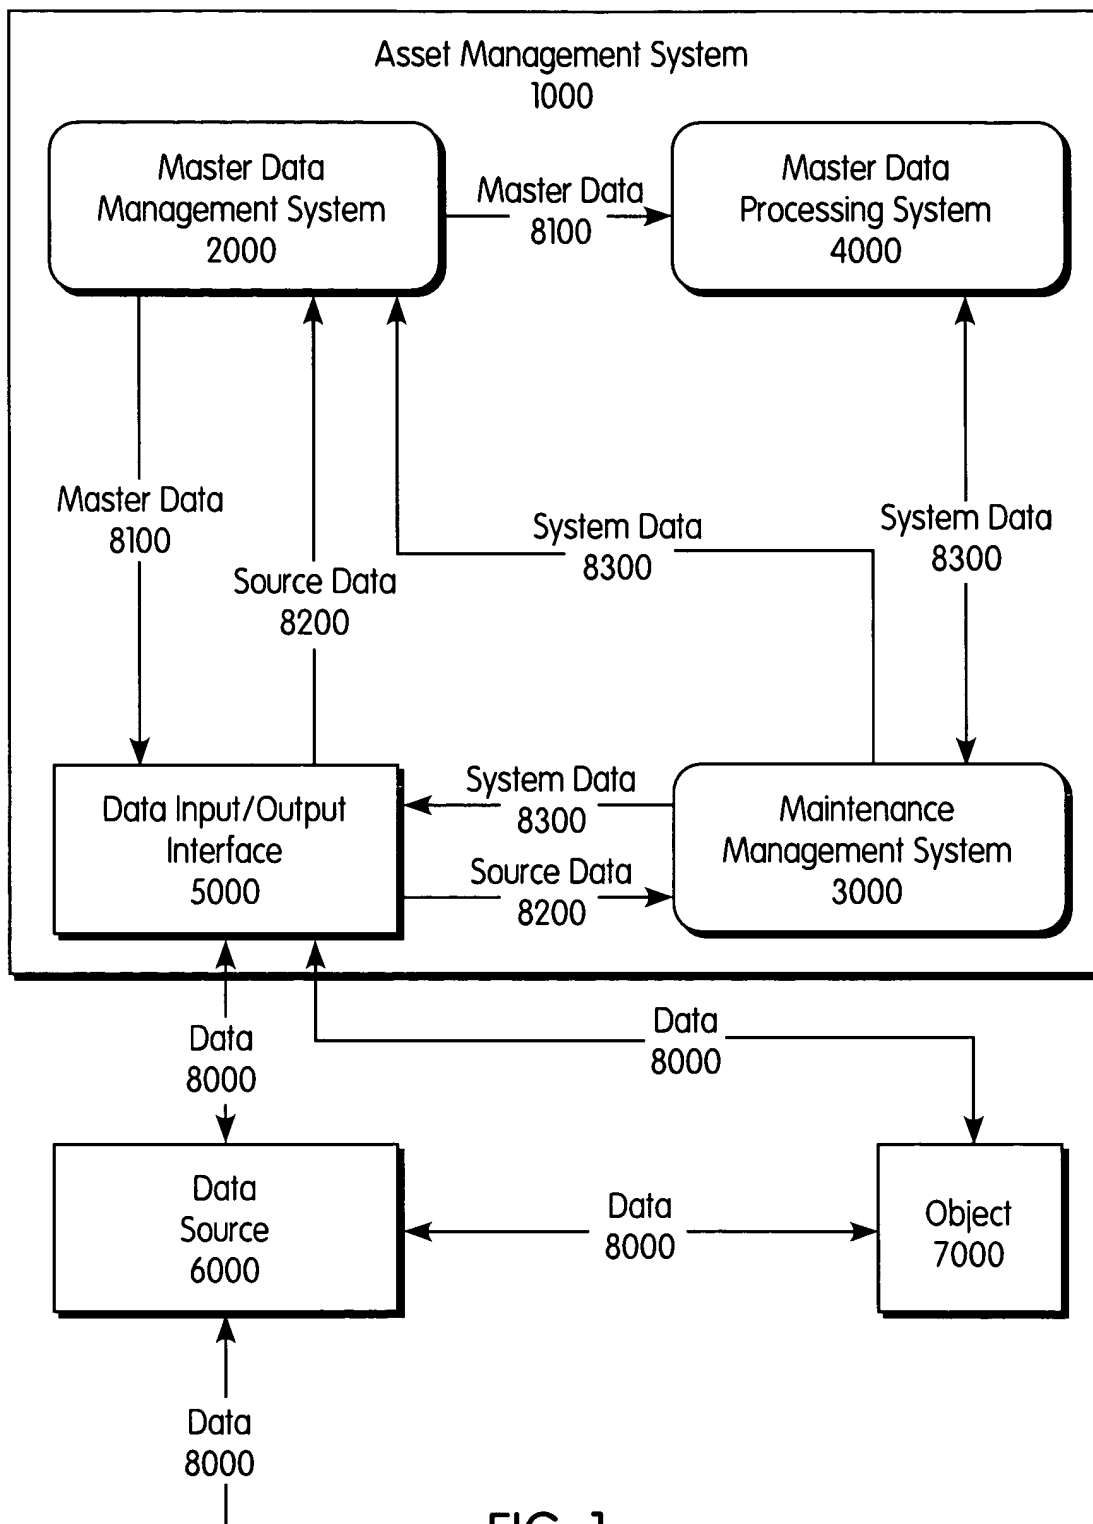 Asset Management System
1000
Master Data
Management System
2000
Master Data
8100
Master Data
Processing System
4000
Master Data
8100
Source Data
8200
System Data
8300
System Data
8300
Data Input/Output
Interface
5000
System Data
8300
Source Data
8200
Maintenance
Management System
3000
Data
8000
Data
8000
Data
Source
6000
Data
8000
Object
7000
Data
8000
FIG. 1